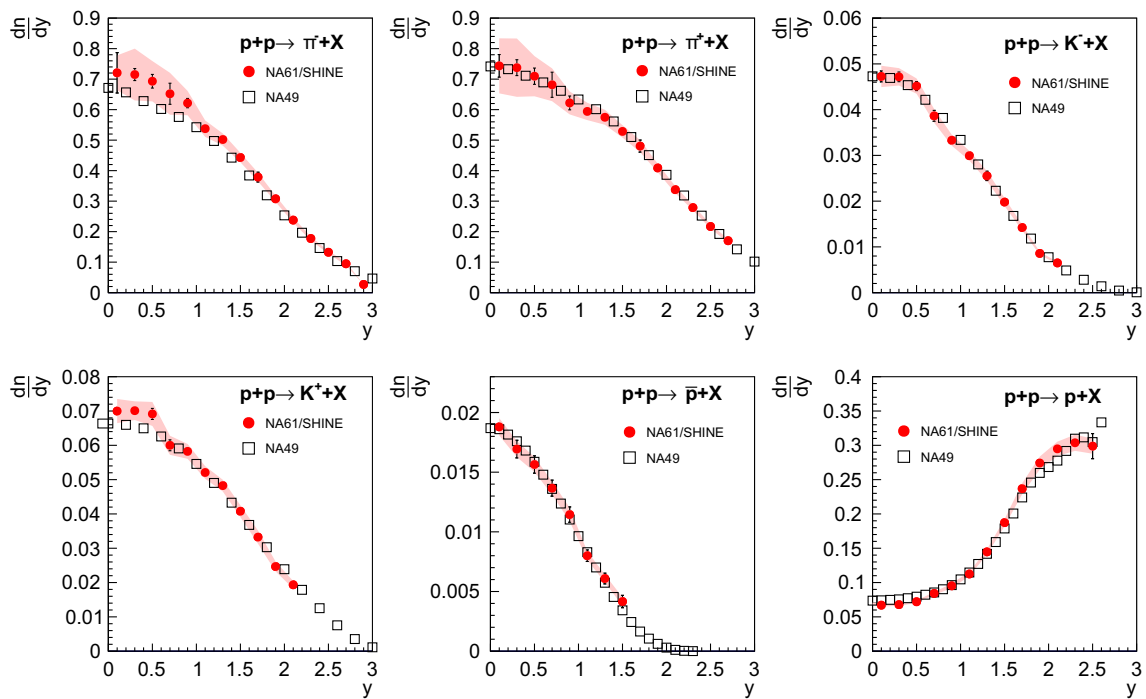 dn
dy
p+p→ π⁻+X
NA61/SHINE
NA49
0.9
0.8
0.7
0.6
0.5
0.4
0.3
0.2
0.1
0
0 0.5 1 1.5 2 2.5 3
y
dn
dy
p+p→ π⁺+X
NA61/SHINE
NA49
0.9
0.8
0.7
0.6
0.5
0.4
0.3
0.2
0.1
0
0 0.5 1 1.5 2 2.5 3
y
dn
dy
p+p→ K⁻+X
NA61/SHINE
NA49
0.06
0.04
0.02
0
0 0.5 1 1.5 2 2.5 3
y
dn
dy
p+p→ K⁺+X
NA61/SHINE
NA49
0.08
0.07
0.06
0.05
0.04
0.03
0.02
0.01
0
0 0.5 1 1.5 2 2.5 3
y
dn
dy
p+p→ p̅+X
NA61/SHINE
NA49
0.02
0.015
0.01
0.005
0
0 0.5 1 1.5 2 2.5 3
y
dn
dy
p+p→ p+X
NA61/SHINE
NA49
0.4
0.35
0.3
0.25
0.2
0.15
0.1
0.05
0
0 0.5 1 1.5 2 2.5 3
y